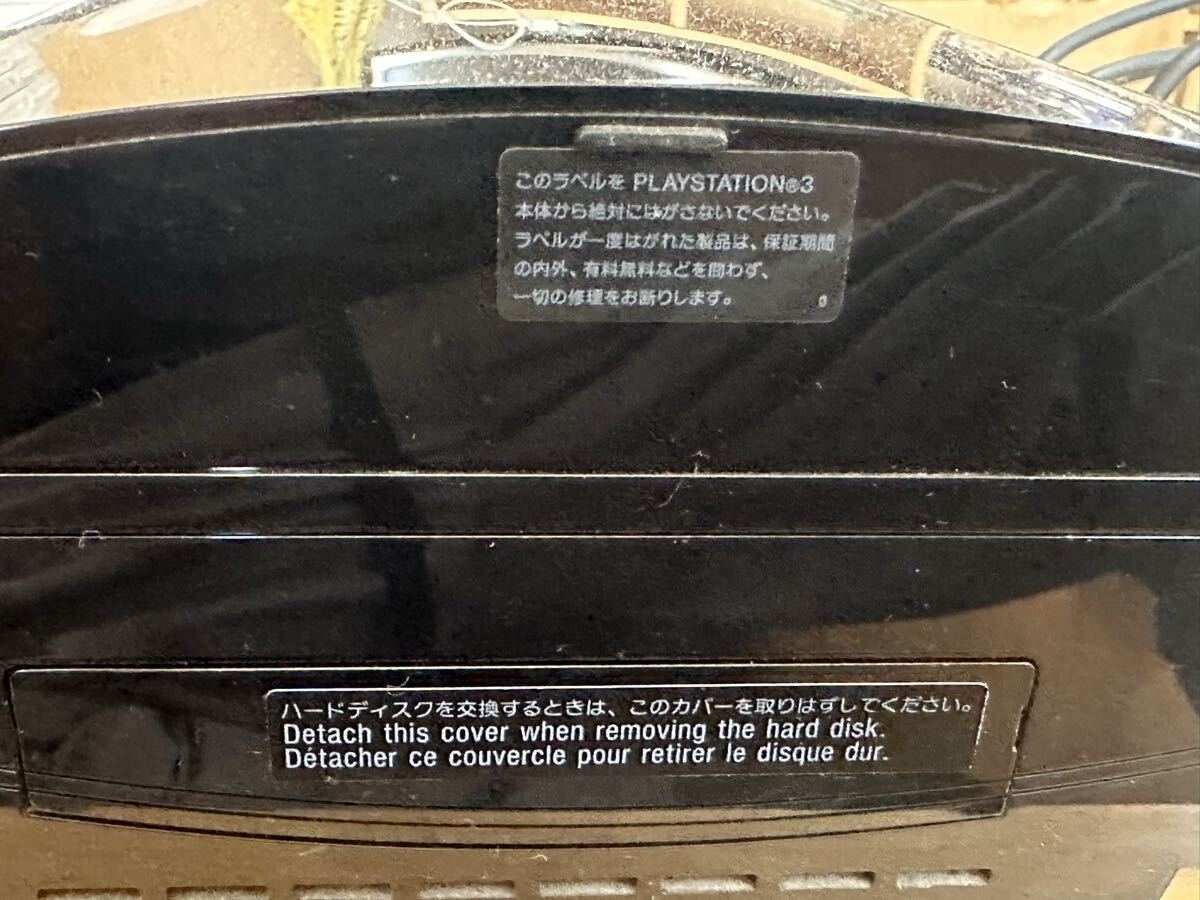 このラベルを PLAYSTATION®3
本体から絶対にはがさないでください。
ラベルが一度はがれた製品は、保証期間
の内外、有料無料などを問わず、
一切の修理をお断りします。
ハードディスクを交換するときは、このカバーを取りはずしてください。
Detach this cover when removing the hard disk.
Détacher ce couvercle pour retirer le disque dur.